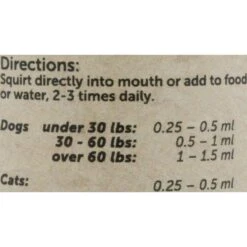 Directions:
Squirt directly into mouth or add to food
or water, 2-3 times daily.
Dogs under 30 lbs: 0.25 – 0.5 ml
30 - 60 lbs: 0.5 – 1 ml
over 60 lbs: 1 – 1.5 ml
Cats: 0.25 – 0.5 ml